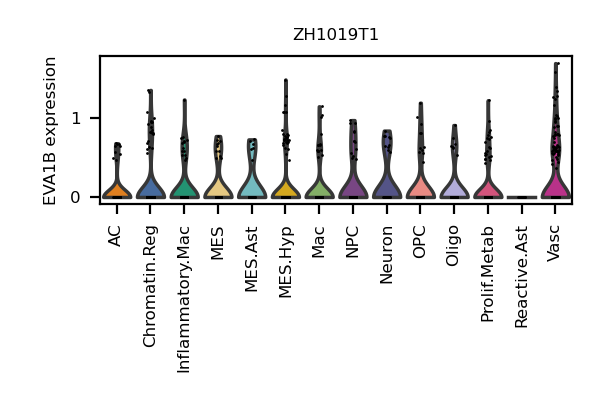 ZH1019T1
EVA1B expression
1
0
AC
Chromatin.Reg
Inflammatory.Mac
MES
MES.Ast
MES.Hyp
Mac
NPC
Neuron
OPC
Oligo
Prolif.Metab
Reactive.Ast
Vasc